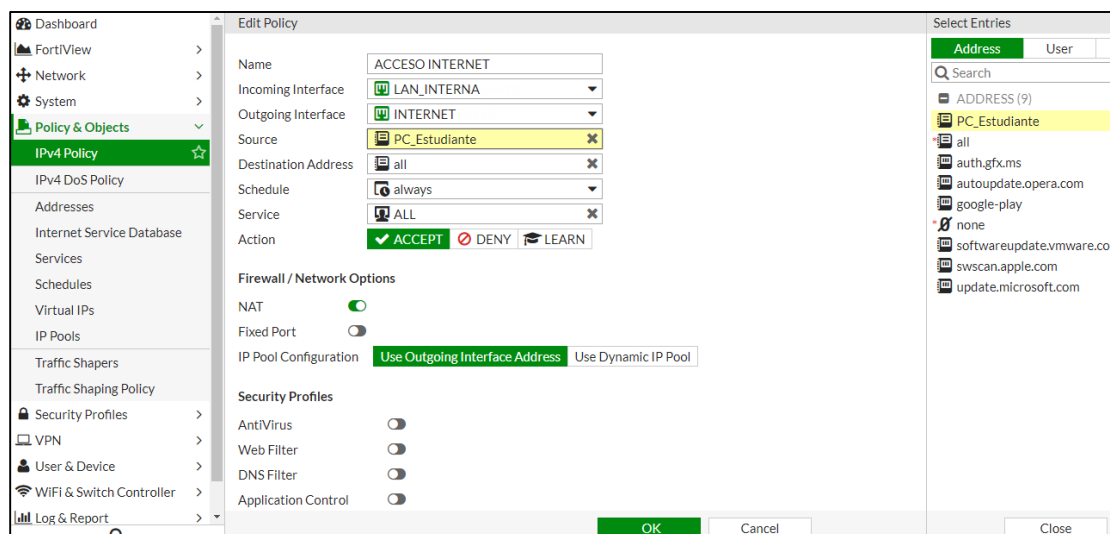 Dashboard
FortiView
Network
System
Policy & Objects
IPv4 Policy
IPv4 DoS Policy
Addresses
Internet Service Database
Services
Schedules
Virtual IPs
IP Pools
Traffic Shapers
Traffic Shaping Policy
Security Profiles
VPN
User & Device
WiFi & Switch Controller
Log & Report
Edit Policy
Name ACCESO INTERNET
Incoming Interface LAN_INTERNA
Outgoing Interface INTERNET
Source PC_Estudiante
Destination Address all
Schedule always
Service ALL
Action ACCEPT DENY LEARN
Firewall / Network Options
NAT
Fixed Port
IP Pool Configuration Use Outgoing Interface Address Use Dynamic IP Pool
Security Profiles
AntiVirus
Web Filter
DNS Filter
Application Control
OK Cancel
Select Entries
Address User
Search
ADDRESS (9)
PC_Estudiante
*all
auth.gfx.ms
autoupdate.opera.com
google-play
*none
softwareupdate.vmware.co
swscan.apple.com
update.microsoft.com
Close